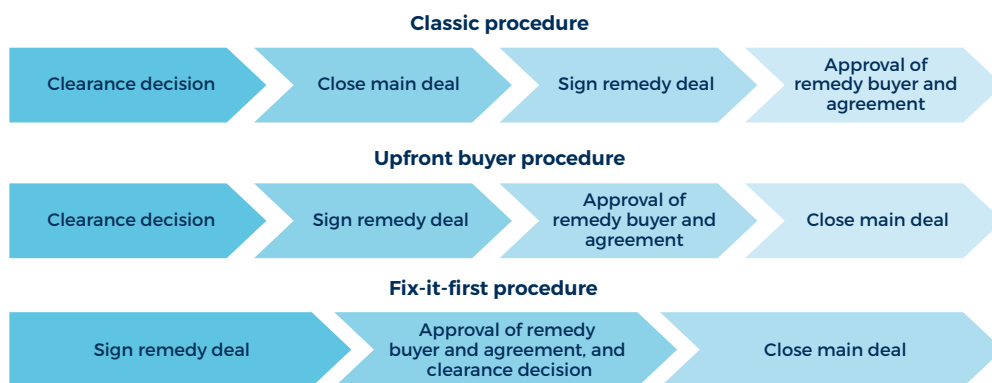 Classic procedure
Clearance decision
Close main deal
Sign remedy deal
Approval of
remedy buyer and
agreement
Upfront buyer procedure
Clearance decision
Sign remedy deal
Approval of
remedy buyer and
agreement
Close main deal
Fix-it-first procedure
Sign remedy deal
Approval of remedy
buyer and agreement, and
clearance decision
Close main deal